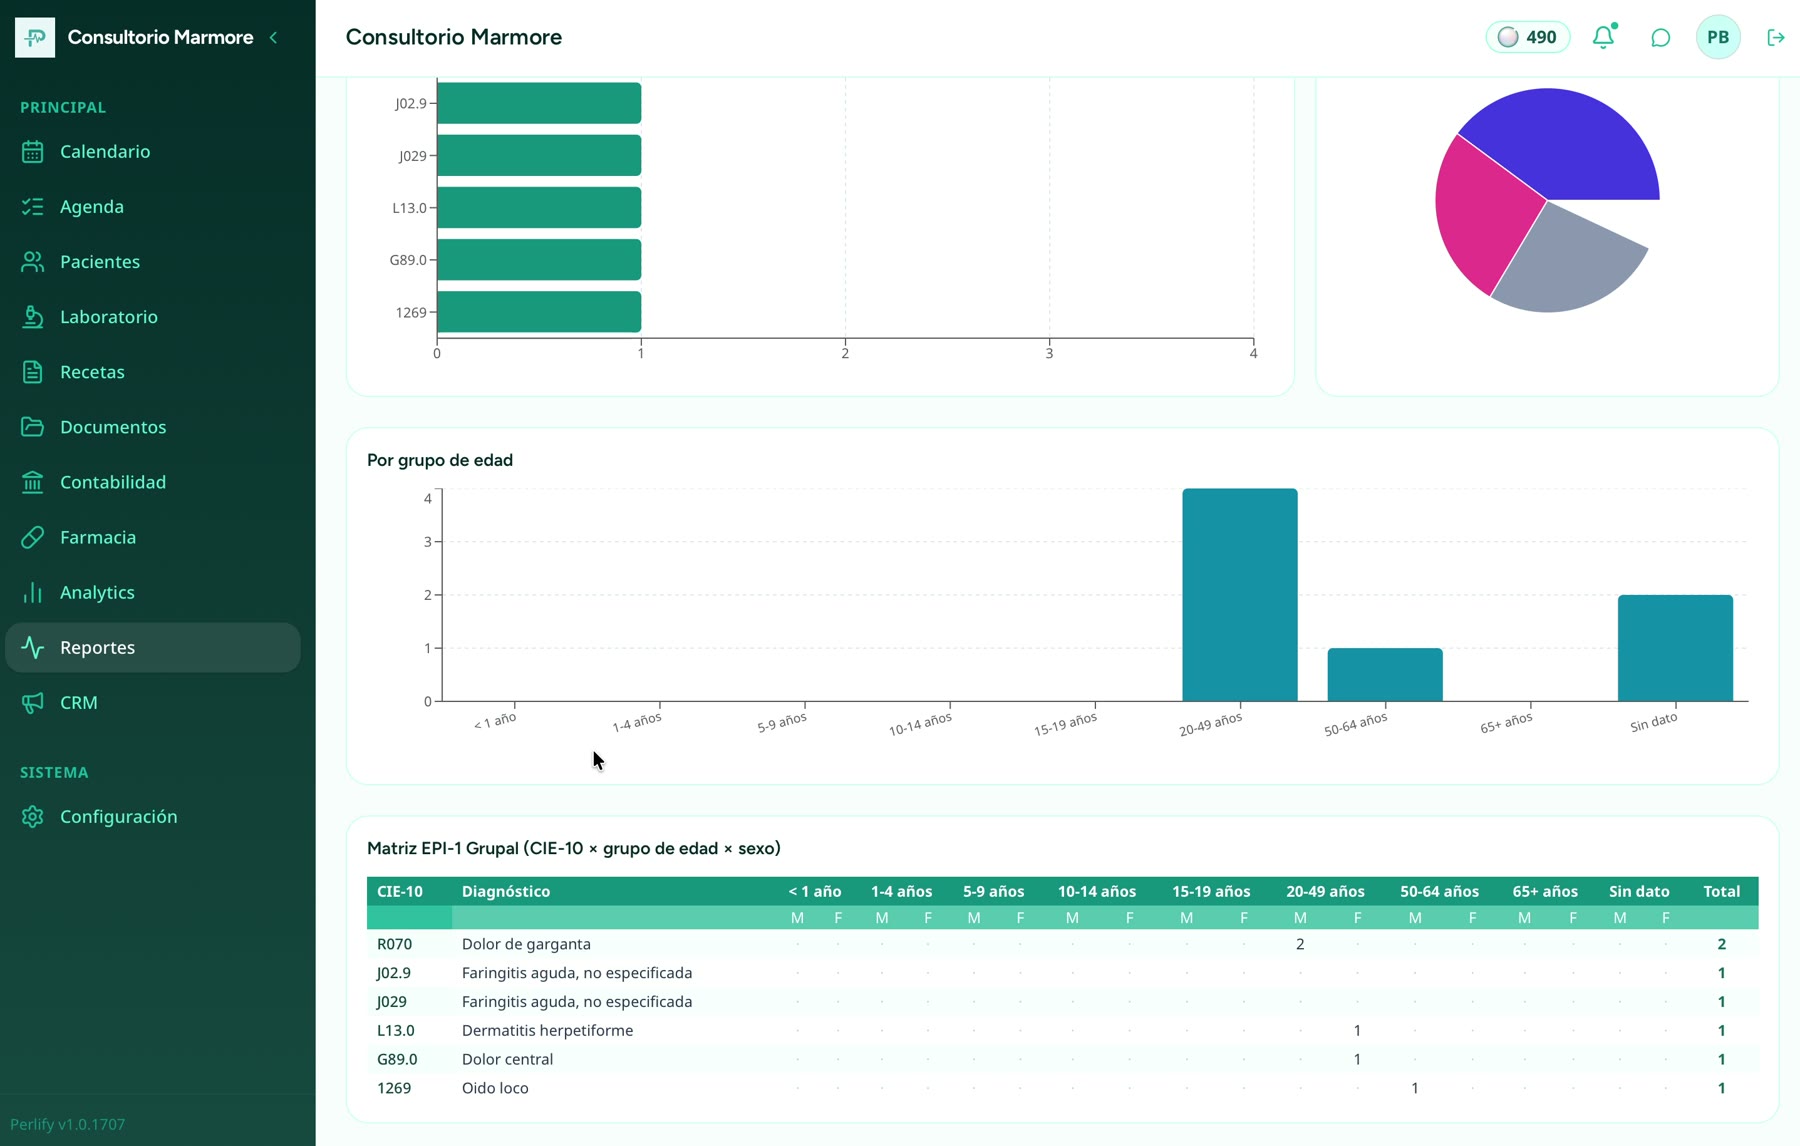 Consultorio Marmore
Consultorio Marmore
490
PB
PRINCIPAL
Calendario
Agenda
Pacientes
Laboratorio
Recetas
Documentos
Contabilidad
Farmacia
Analytics
Reportes
CRM
SISTEMA
Configuración
Perlify v1.0.1707
J02.9
J029
L13.0
G89.0
1269
0 1 2 3 4
Por grupo de edad
4
3
2
1
0
< 1 año 1-4 años 5-9 años 10-14 años 15-19 años 20-49 años 50-64 años 65+ años Sin dato
Matriz EPI-1 Grupal (CIE-10 × grupo de edad × sexo)
CIE-10 Diagnóstico < 1 año 1-4 años 5-9 años 10-14 años 15-19 años 20-49 años 50-64 años 65+ años Sin dato Total
M F M F M F M F M F M F M F M F M F
R070 Dolor de garganta · · · · · · · · · · 2 · · · · · · · 2
J02.9 Faringitis aguda, no especificada · · · · · · · · · · · · · · · · · · 1
J029 Faringitis aguda, no especificada · · · · · · · · · · · · · · · · · · 1
L13.0 Dermatitis herpetiforme · · · · · · · · · · · 1 · · · · · · 1
G89.0 Dolor central · · · · · · · · · · · 1 · · · · · · 1
1269 Oido loco · · · · · · · · · · · · 1 · · · · · 1